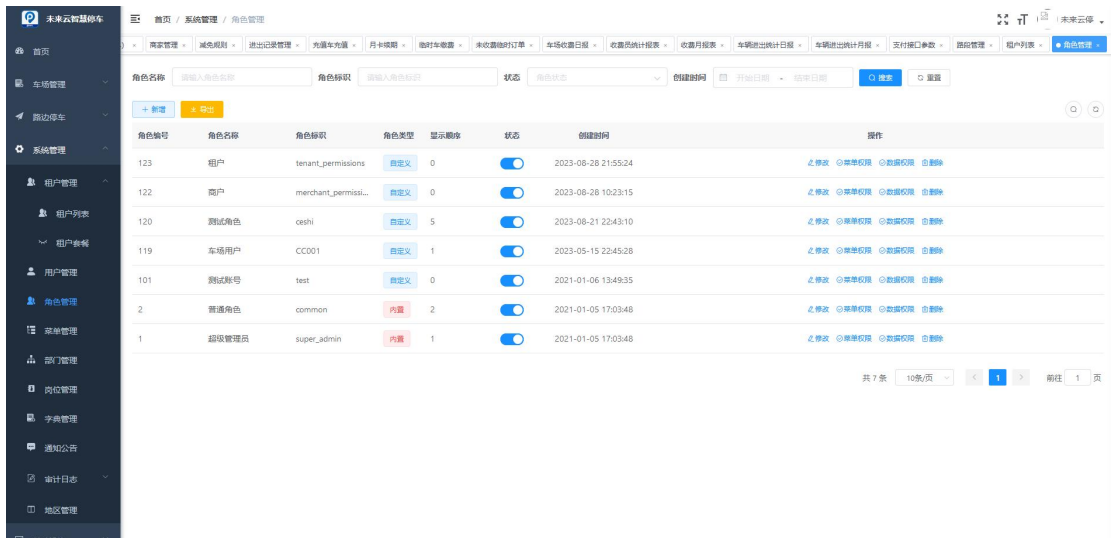 未来云智慧停车
首页 / 系统管理 / 角色管理
未来云停
商家管理 × 减免规则 × 进出记录管理 × 充值车充值 × 月卡续期 × 临时车缴费 × 未收费临时订单 × 车场收费日报 × 收费员统计报表 × 收费月报表 × 车辆进出统计日报 × 车辆进出统计月报 × 支付接口参数 × 路段管理 × 租户列表 × 角色管理 ×
首页
车场管理
路边停车
系统管理
租户管理
租户列表
租户套餐
用户管理
角色管理
菜单管理
部门管理
岗位管理
字典管理
通知公告
审计日志
地区管理
角色名称 请输入角色名称 角色标识 请输入角色标识 状态 角色状态 创建时间 开始日期 - 结束日期 搜索 重置
+ 新增 导出
角色编号 角色名称 角色标识 角色类型 显示顺序 状态 创建时间 操作
123 租户 tenant_permissions 自定义 0 2023-08-28 21:55:24 修改 菜单权限 数据权限 删除
122 商户 merchant_permissi... 自定义 0 2023-08-28 10:23:15 修改 菜单权限 数据权限 删除
120 测试角色 ceshi 自定义 5 2023-08-21 22:43:10 修改 菜单权限 数据权限 删除
119 车场用户 CC001 自定义 1 2023-05-15 22:45:28 修改 菜单权限 数据权限 删除
101 测试账号 test 自定义 0 2021-01-06 13:49:35 修改 菜单权限 数据权限 删除
2 普通角色 common 内置 2 2021-01-05 17:03:48 修改 菜单权限 数据权限 删除
1 超级管理员 super_admin 内置 1 2021-01-05 17:03:48 修改 菜单权限 数据权限 删除
共 7 条 10条/页 < 1 > 前往 1 页